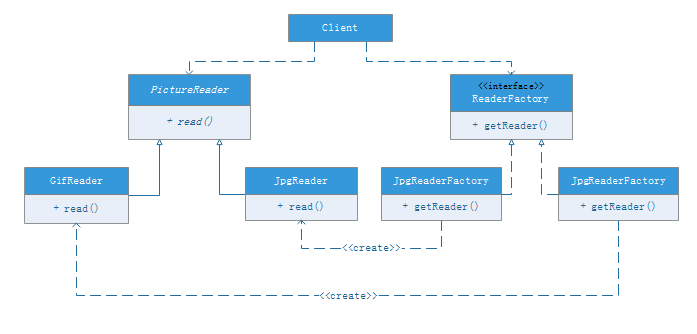 Client
PictureReader
+ read()
<<interface>>
ReaderFactory
+ getReader()
GifReader
+ read()
JpgReader
+ read()
JpgReaderFactory
+ getReader()
JpgReaderFactory
+ getReader()
<<create>>
<<create>>